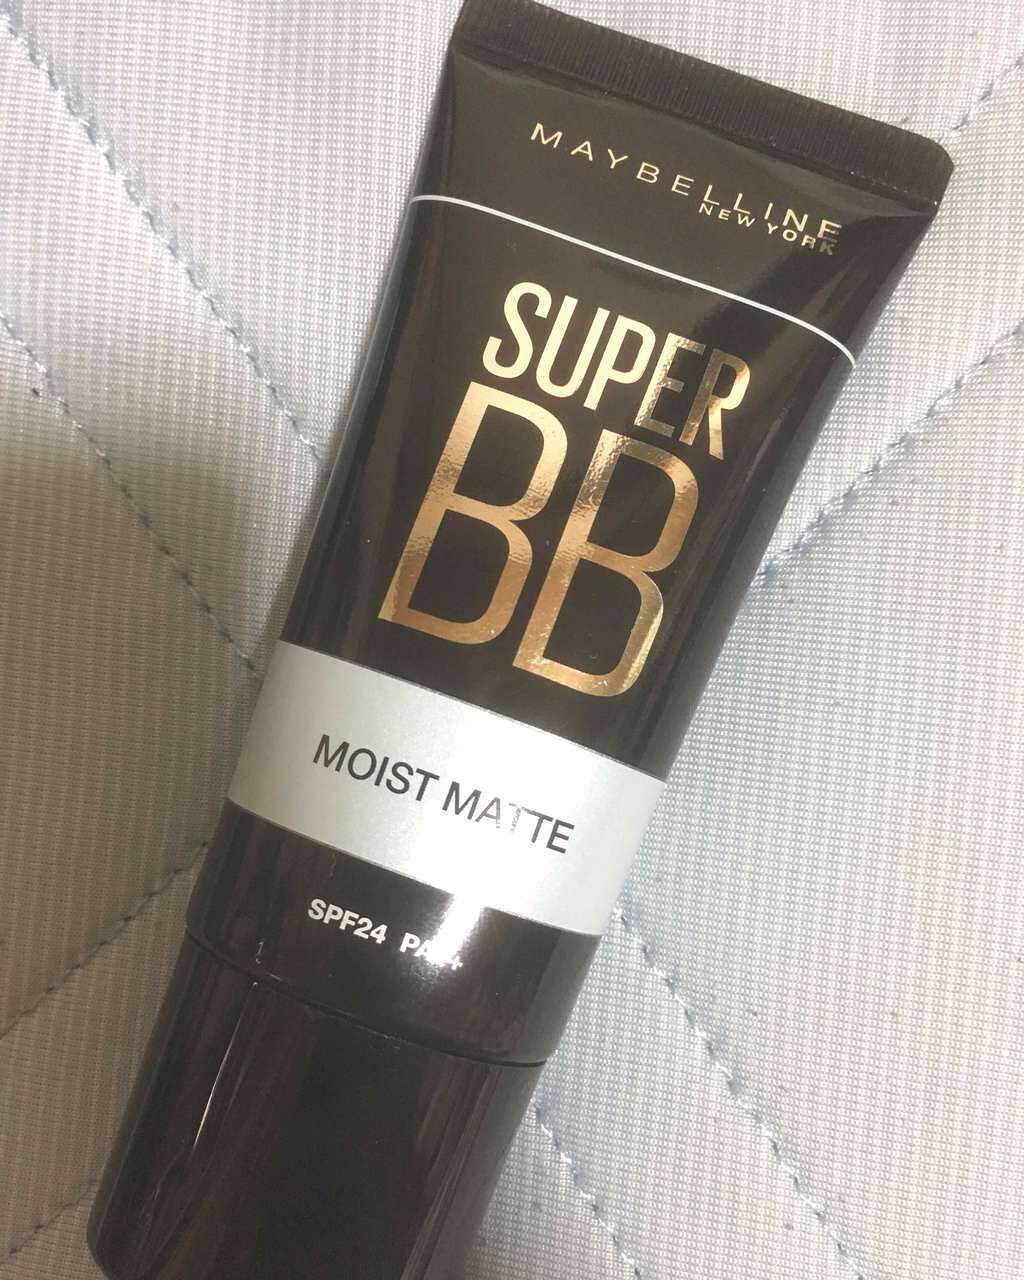 MAYBELLINE
NEW YORK
SUPER
BB
MOIST MATTE
SPF24